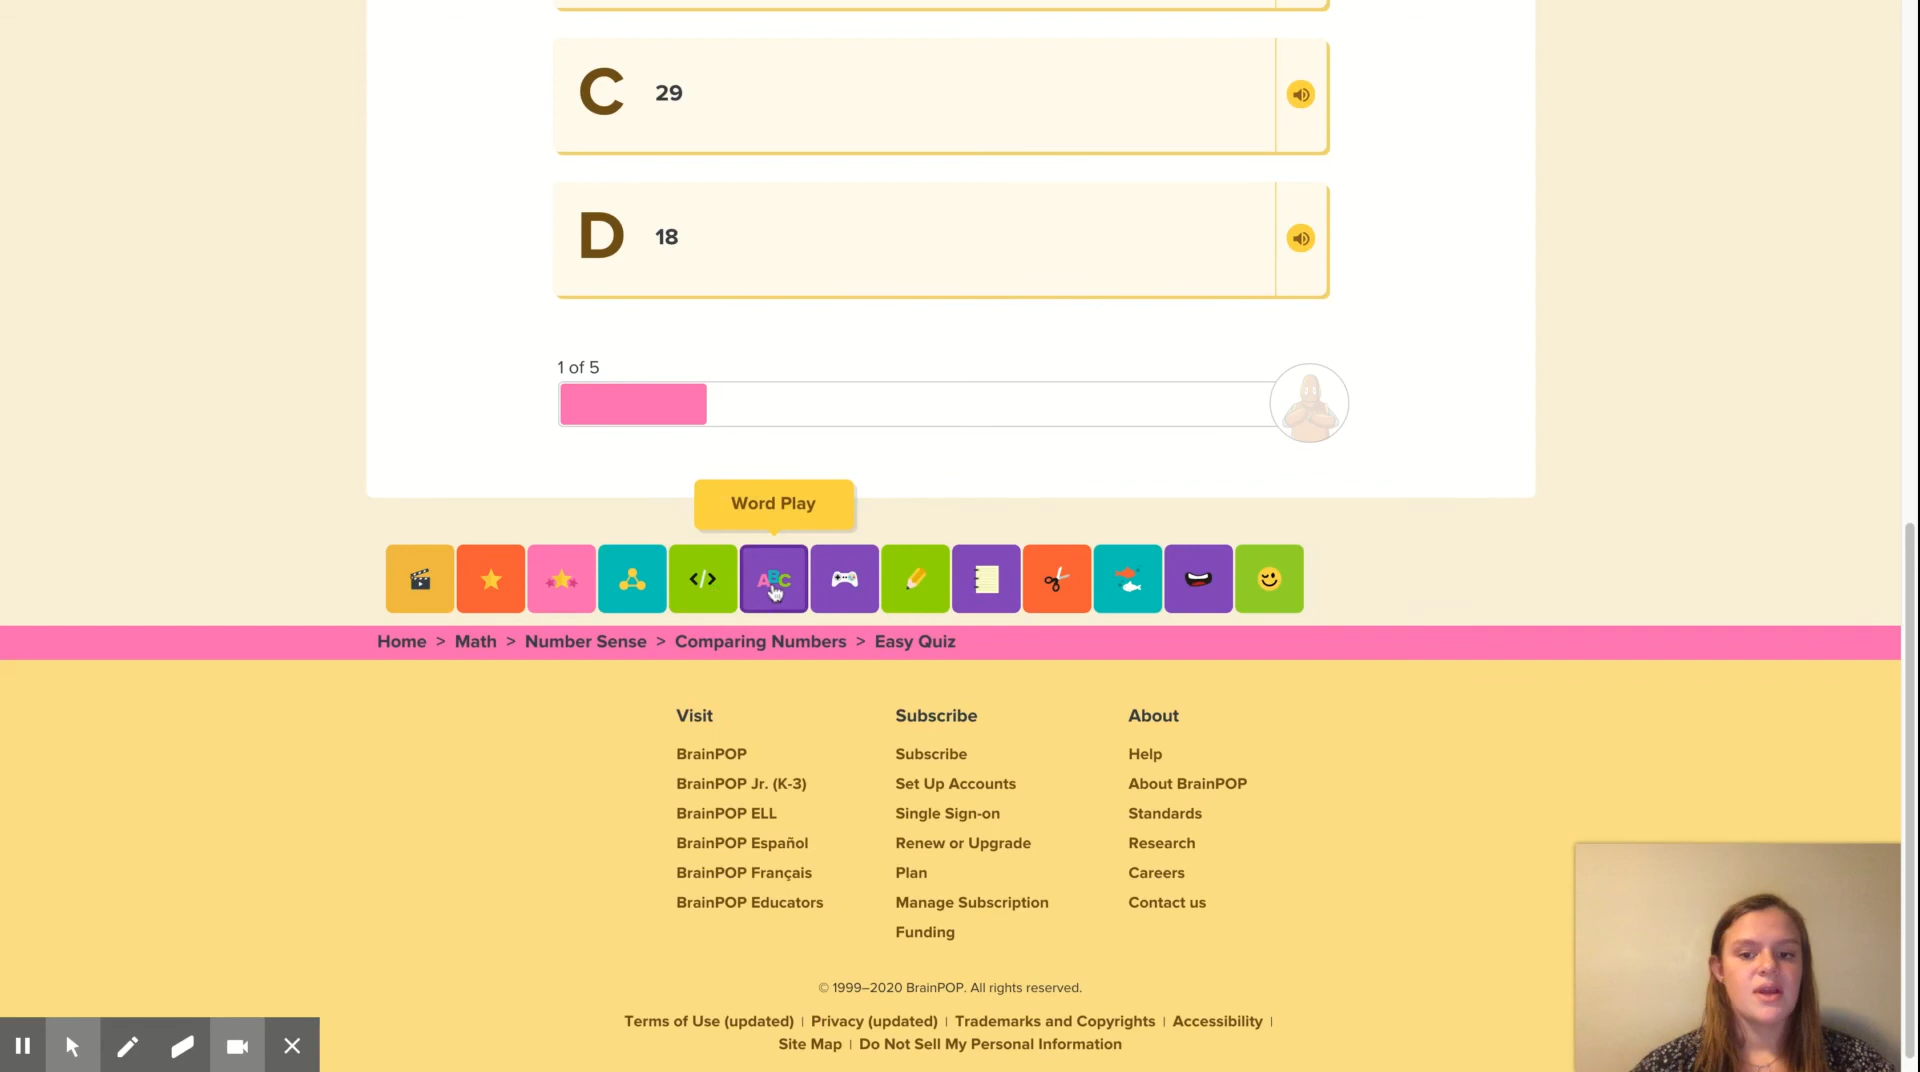 C 29
D 18
1 of 5
Word Play
</>
ABC
Home > Math > Number Sense > Comparing Numbers > Easy Quiz
Visit
BrainPOP
BrainPOP Jr. (K-3)
BrainPOP ELL
BrainPOP Español
BrainPOP Français
BrainPOP Educators
Subscribe
Subscribe
Set Up Accounts
Single Sign-on
Renew or Upgrade
Plan
Manage Subscription
Funding
About
Help
About BrainPOP
Standards
Research
Careers
Contact us
© 1999–2020 BrainPOP. All rights reserved.
Terms of Use (updated) | Privacy (updated) | Trademarks and Copyrights | Accessibility |
Site Map | Do Not Sell My Personal Information